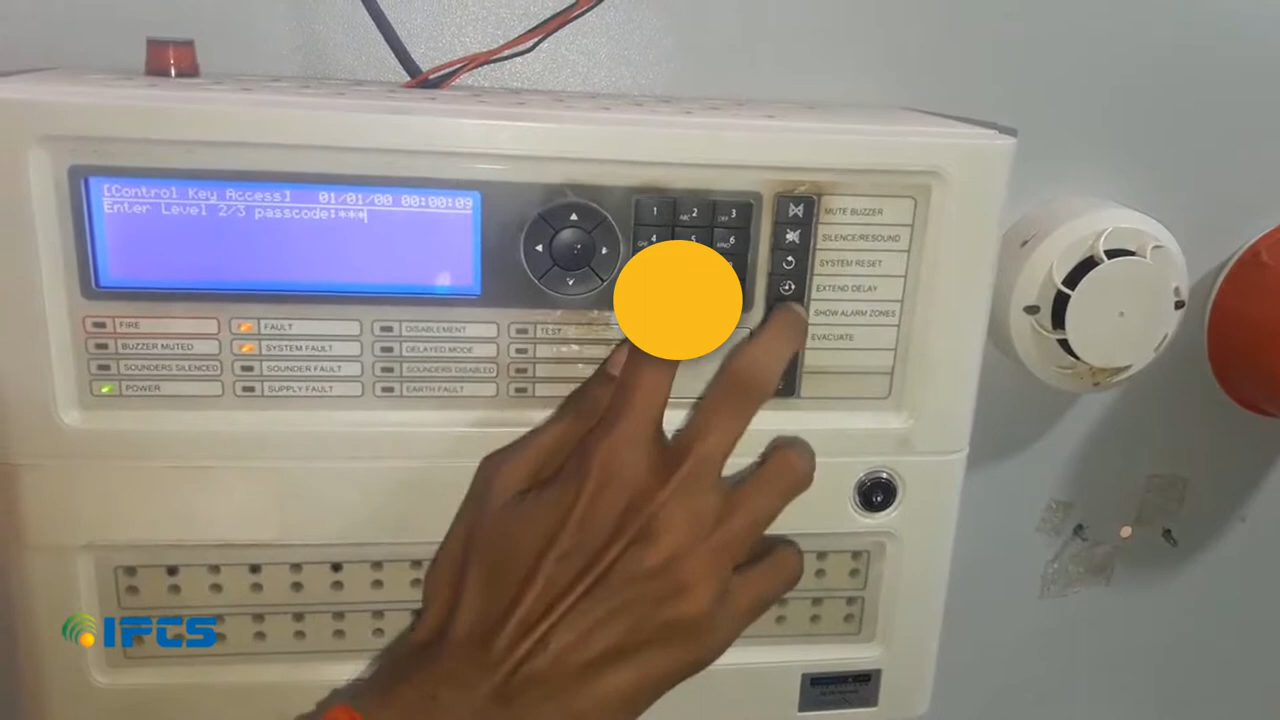 [Control Key Access] 01/01/00 00:00:09
Enter Level 2/3 passcode:***
1
ABC 2
DEF 3
GHI 4
5
MNO 6
MUTE BUZZER
SILENCE/RESOUND
SYSTEM RESET
EXTEND DELAY
SHOW ALARM ZONES
EVACUATE
FIRE
FAULT
DISABLEMENT
TEST
BUZZER MUTED
SYSTEM FAULT
DELAYED MODE
SOUNDERS SILENCED
SOUNDER FAULT
SOUNDERS DISABLED
POWER
SUPPLY FAULT
EARTH FAULT
IFCS